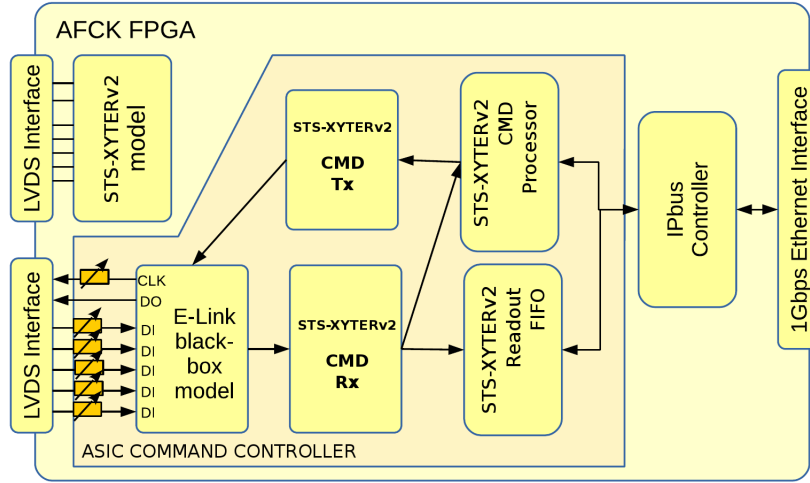 AFCK FPGA
LVDS Interface
STS-XYTERv2
model
STS-XYTERv2
CMD
Tx
STS-XYTERv2
CMD
Processor
IPbus
Controller
1Gbps Ethernet Interface
LVDS Interface
CLK
DO
DI
DI
DI
DI
DI
E-Link
black-
box
model
STS-XYTERv2
CMD
Rx
STS-XYTERv2
Readout
FIFO
ASIC COMMAND CONTROLLER